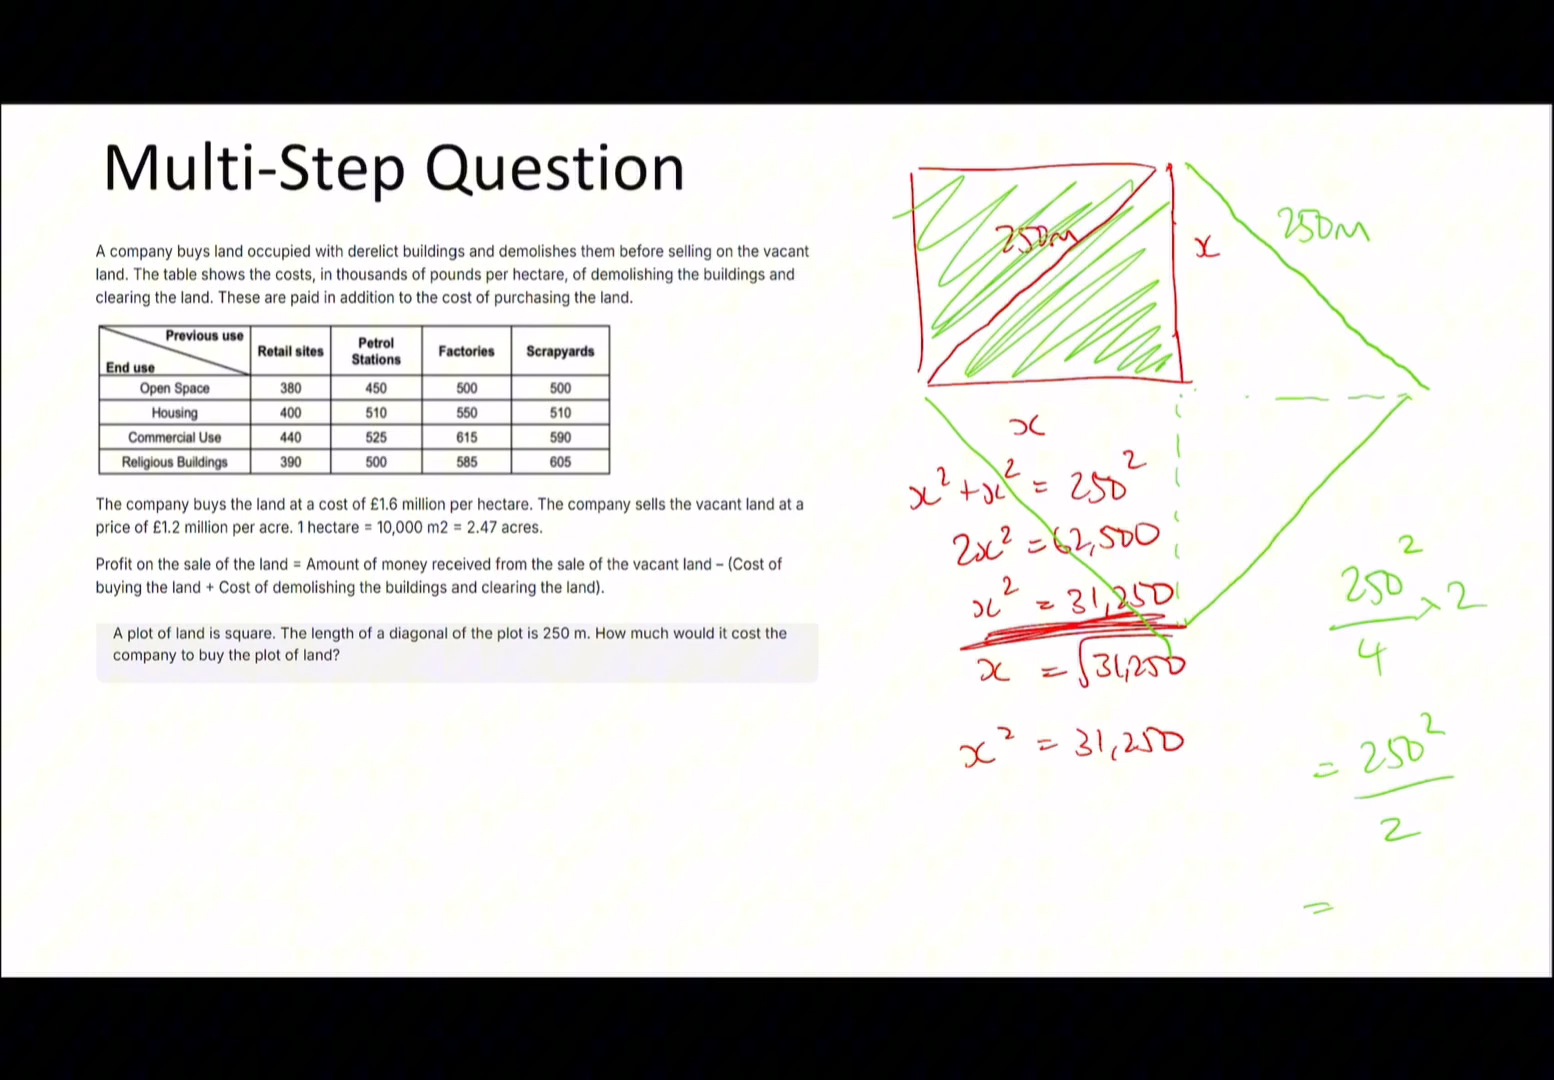 Multi-Step Question
A company buys land occupied with derelict buildings and demolishes them before selling on the vacant
land. The table shows the costs, in thousands of pounds per hectare, of demolishing the buildings and
clearing the land. These are paid in addition to the cost of purchasing the land.
Previous use
End use
Retail sites
Petrol
Stations
Factories
Scrapyards
Open Space 380 450 500 500
Housing 400 510 550 510
Commercial Use 440 525 615 590
Religious Buildings 390 500 585 605
The company buys the land at a cost of £1.6 million per hectare. The company sells the vacant land at a
price of £1.2 million per acre. 1 hectare = 10,000 m2 = 2.47 acres.
Profit on the sale of the land = Amount of money received from the sale of the vacant land – (Cost of
buying the land + Cost of demolishing the buildings and clearing the land).
A plot of land is square. The length of a diagonal of the plot is 250 m. How much would it cost the
company to buy the plot of land?
250m
x
250m
x
x² + x² = 250²
2x² = 62,500
x² = 31,250
x = √31,250
x² = 31,250
250²
/4 × 2
= 250²/2
=